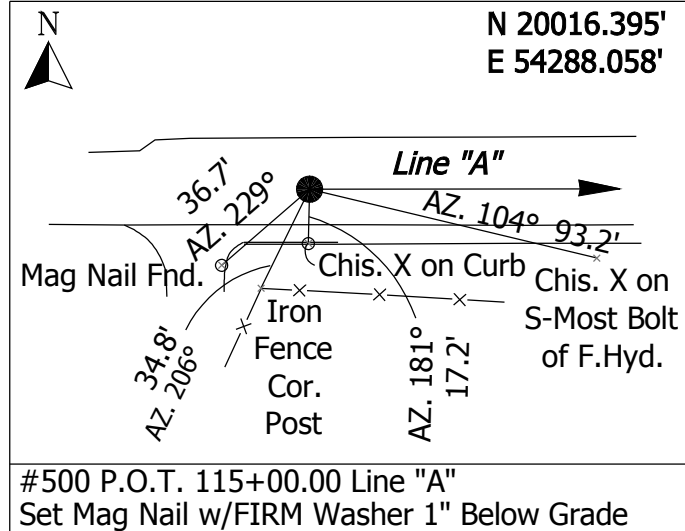 N
N 20016.395'
E 54288.058'
Line "A"
36.7'
AZ. 229°
AZ. 104° 93.2'
Mag Nail Fnd.
Chis. X on Curb
Chis. X on
S-Most Bolt
of F.Hyd.
Iron
Fence
Cor.
Post
34.8'
AZ. 206°
AZ. 181°
17.2'
#500 P.O.T. 115+00.00 Line "A"
Set Mag Nail w/FIRM Washer 1" Below Grade